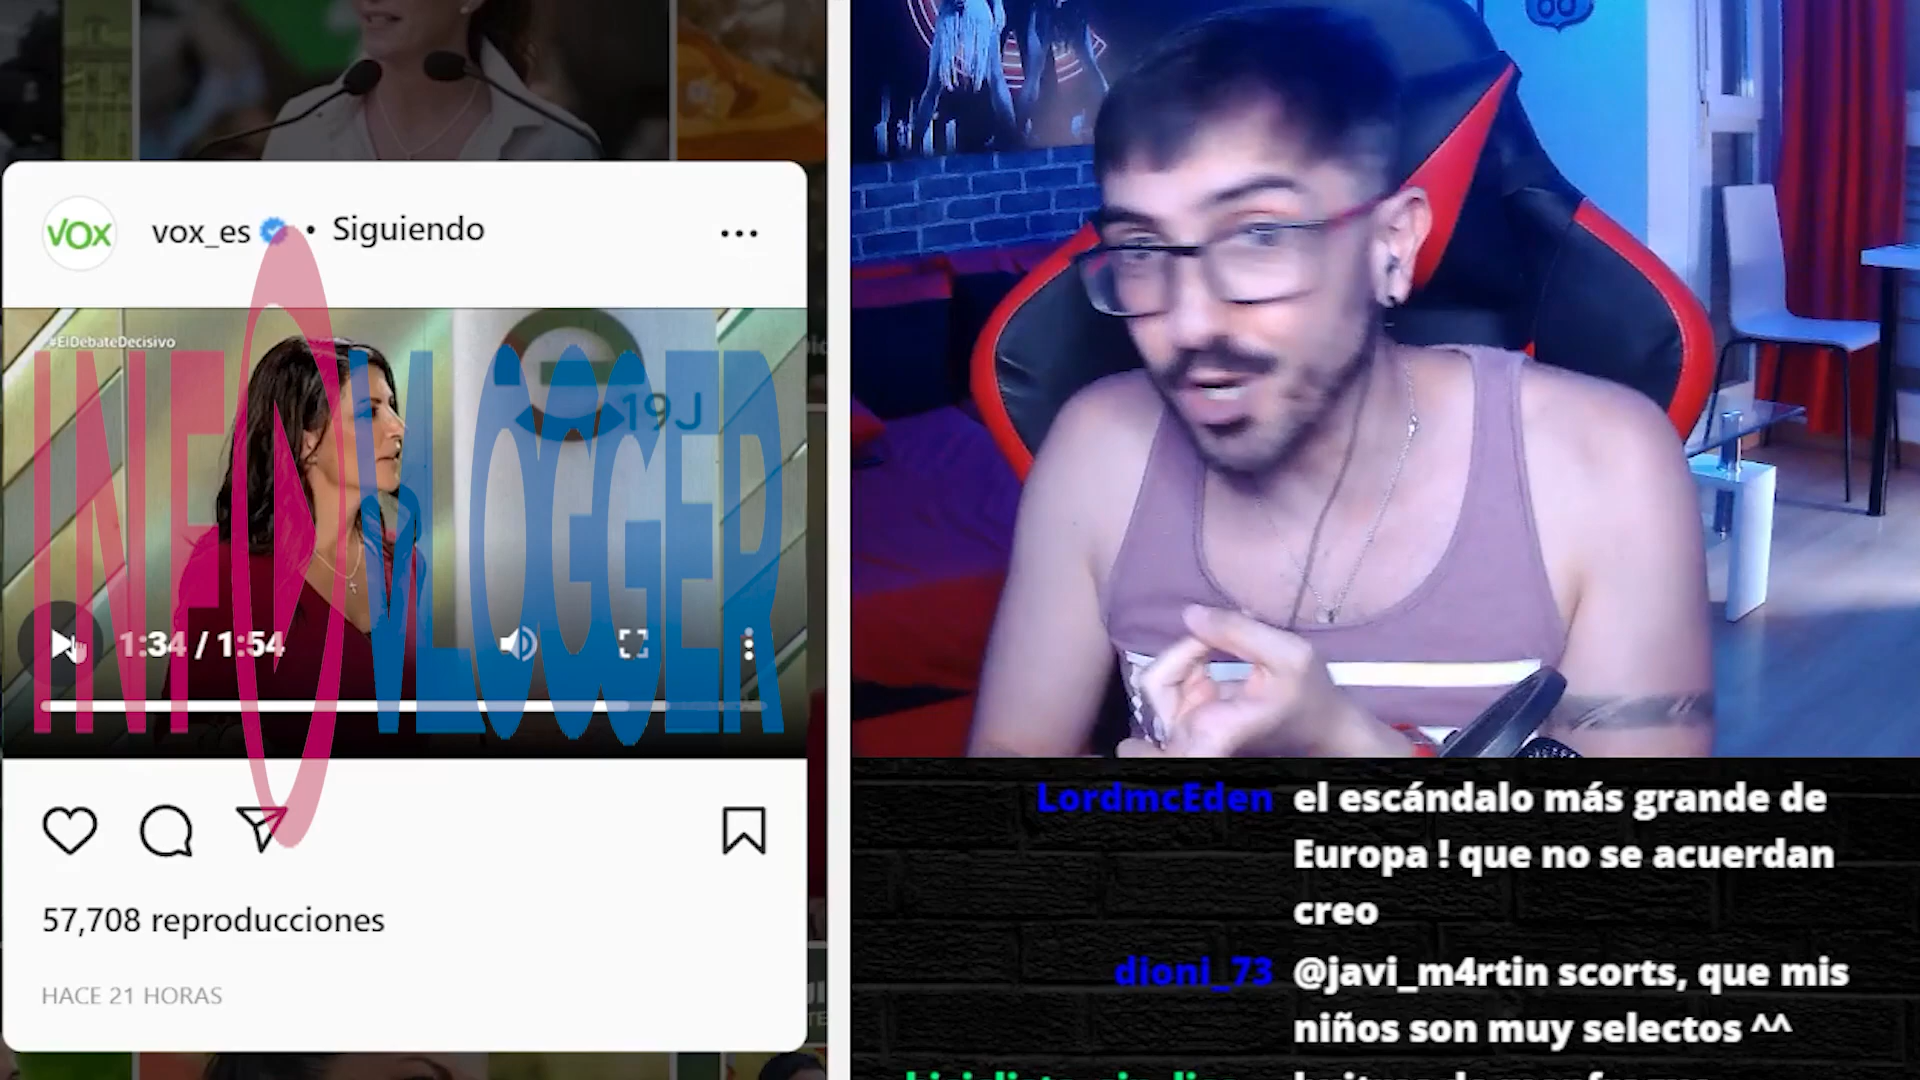 VOX
vox_es • Siguiendo
#ElDebateDecisivo
19J
INFOVLOGGER
1:34 / 1:54
57,708 reproducciones
HACE 21 HORAS
LordmcEden el escándalo más grande de
Europa ! que no se acuerdan
creo
dioni_73 @javi_m4rtin scorts, que mis
niños son muy selectos ^^